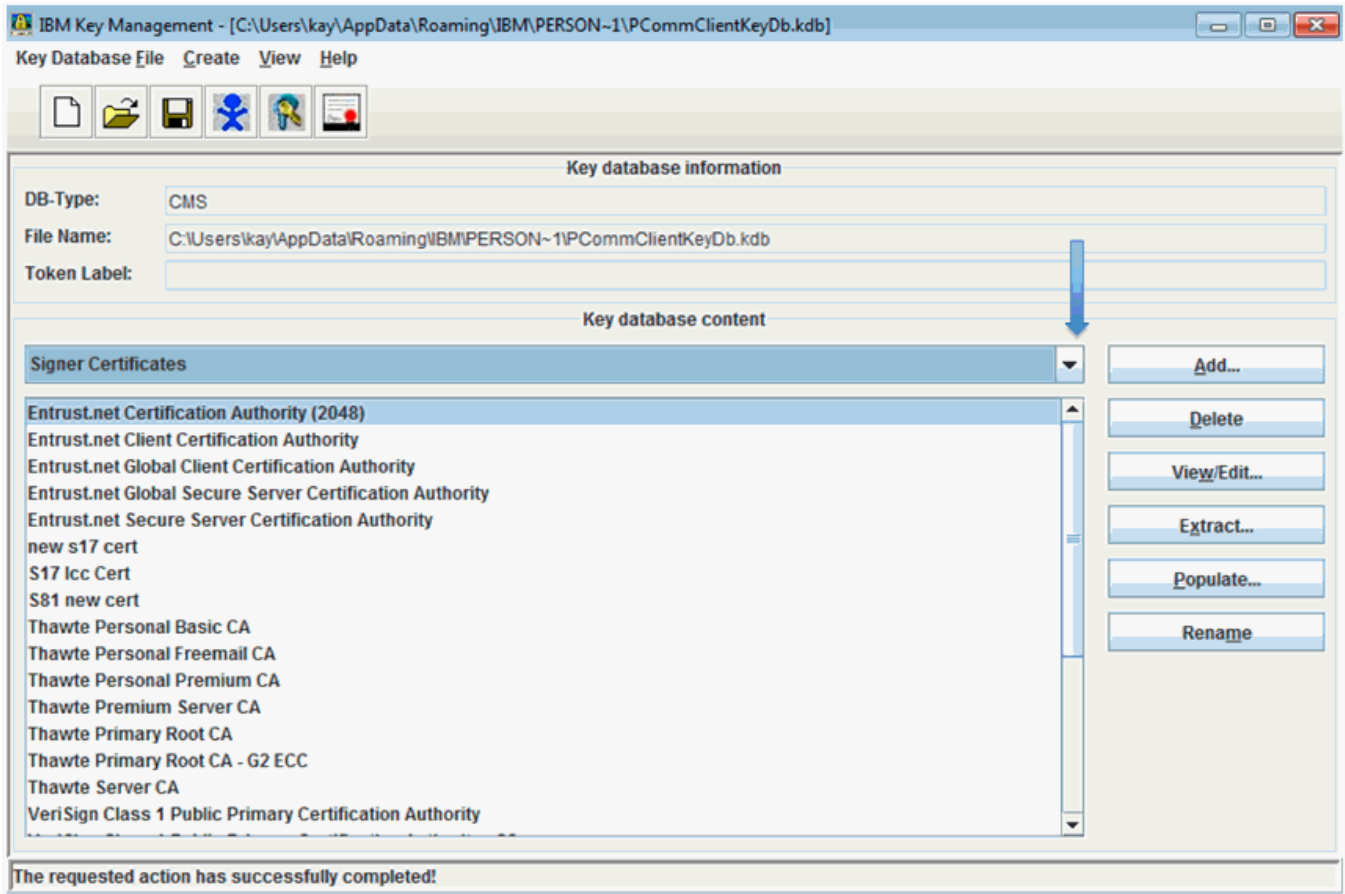 IBM Key Management - [C:\Users\kay\AppData\Roaming\IBM\PERSON~1\PCommClientKeyDb.kdb]
Key Database File Create View Help
Key database information
DB-Type: CMS
File Name: C:\Users\kay\AppData\Roaming\IBM\PERSON~1\PCommClientKeyDb.kdb
Token Label:
Key database content
Signer Certificates
Add...
Entrust.net Certification Authority (2048)
Delete
Entrust.net Client Certification Authority
Entrust.net Global Client Certification Authority
View/Edit...
Entrust.net Global Secure Server Certification Authority
Entrust.net Secure Server Certification Authority
Extract...
new s17 cert
S17 lcc Cert
Populate...
S81 new cert
Thawte Personal Basic CA
Rename
Thawte Personal Freemail CA
Thawte Personal Premium CA
Thawte Premium Server CA
Thawte Primary Root CA
Thawte Primary Root CA - G2 ECC
Thawte Server CA
VeriSign Class 1 Public Primary Certification Authority
The requested action has successfully completed!